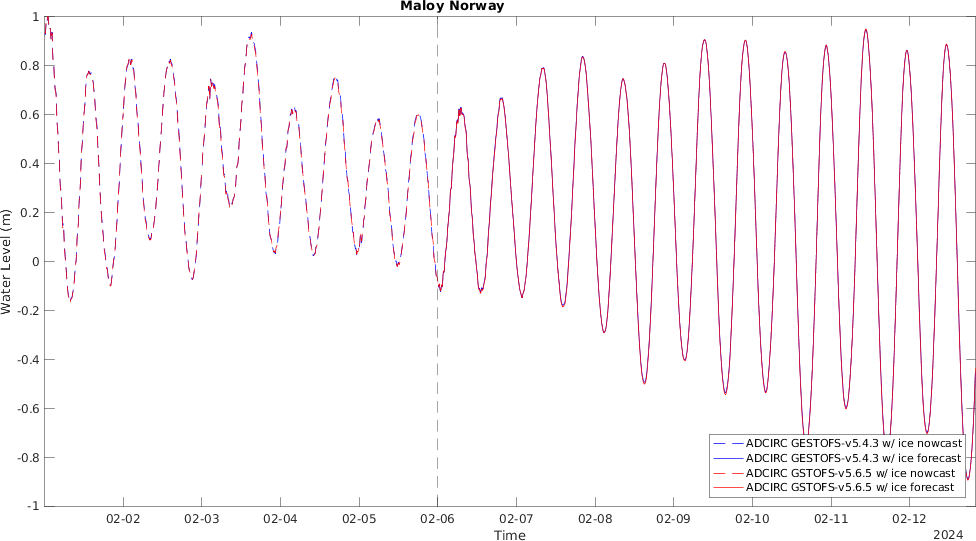 Maloy Norway
Water Level (m)
1
0.8
0.6
0.4
0.2
0
-0.2
-0.4
-0.6
-0.8
-1
ADCIRC GESTOFS-v5.4.3 w/ ice nowcast
ADCIRC GESTOFS-v5.4.3 w/ ice forecast
ADCIRC GSTOFS-v5.6.5 w/ ice nowcast
ADCIRC GSTOFS-v5.6.5 w/ ice forecast
02-02 02-03 02-04 02-05 02-06 02-07 02-08 02-09 02-10 02-11 02-12
Time
2024